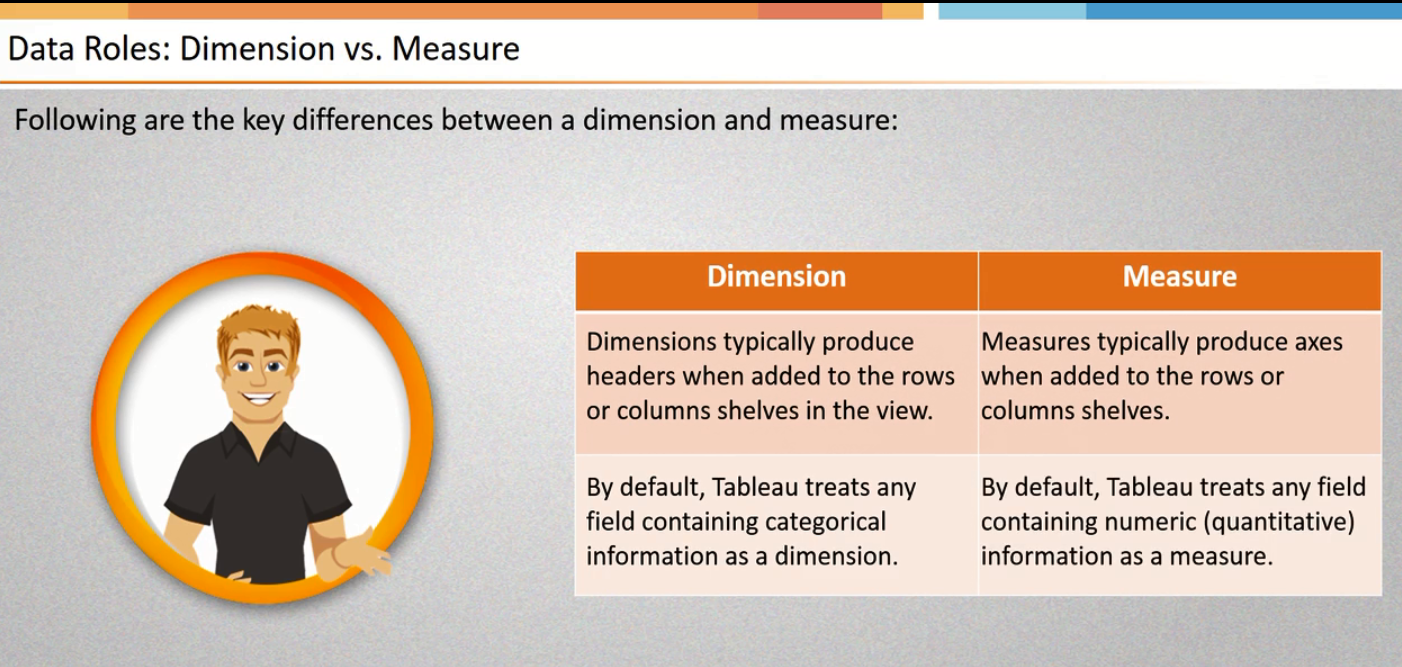 Data Roles: Dimension vs. Measure
Following are the key differences between a dimension and measure:
Dimension
Measure
Dimensions typically produce
headers when added to the rows
or columns shelves in the view.
Measures typically produce axes
when added to the rows or
columns shelves.
By default, Tableau treats any
field containing categorical
information as a dimension.
By default, Tableau treats any field
containing numeric (quantitative)
information as a measure.